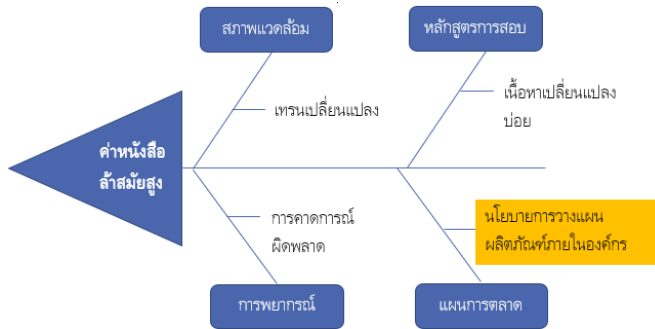 สภาพแวดล้อม
หลักสูตรการสอบ
เทรนเปลี่ยนแปลง
เนื้อหาเปลี่ยนแปลง
บ่อย
ค่าหนังสือ
ล้าสมัยสูง
การคาดการณ์
ผิดพลาด
นโยบายการวางแผน
ผลิตภัณฑ์ภายในองค์กร
การพยากรณ์
แผนการตลาด